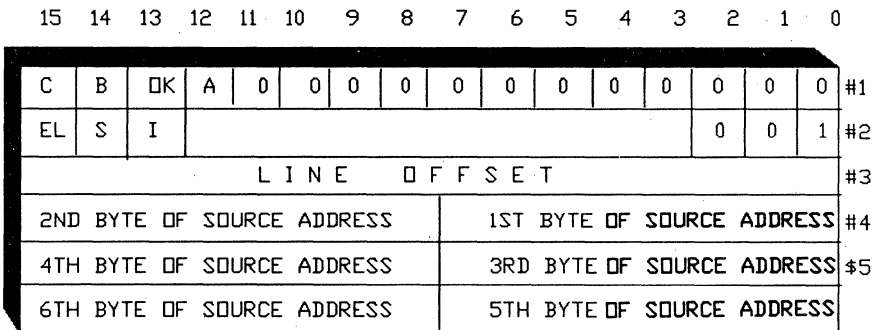 15 14 13 12 11 10 9 8 7 6 5 4 3 2 1 0
C B OK A 0 0 0 0 0 0 0 0 0 0 0 0 #1
EL S I 0 0 1 #2
LINE OFFSET #3
2ND BYTE OF SOURCE ADDRESS 1ST BYTE OF SOURCE ADDRESS #4
4TH BYTE OF SOURCE ADDRESS 3RD BYTE OF SOURCE ADDRESS $5
6TH BYTE OF SOURCE ADDRESS 5TH BYTE OF SOURCE ADDRESS